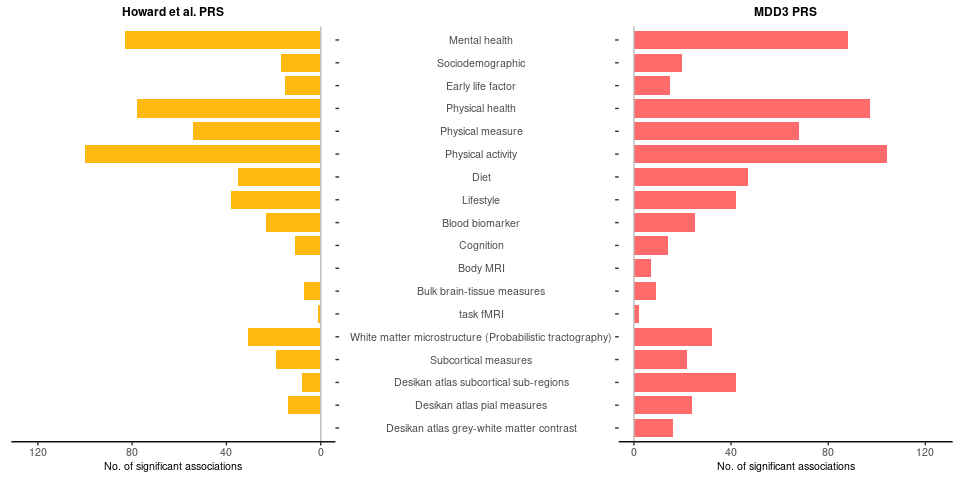 Howard et al. PRS
MDD3 PRS
Mental health
Sociodemographic
Early life factor
Physical health
Physical measure
Physical activity
Diet
Lifestyle
Blood biomarker
Cognition
Body MRI
Bulk brain-tissue measures
task fMRI
White matter microstructure (Probabilistic tractography)
Subcortical measures
Desikan atlas subcortical sub-regions
Desikan atlas pial measures
Desikan atlas grey-white matter contrast
120 80 40 0
0 40 80 120
No. of significant associations
No. of significant associations